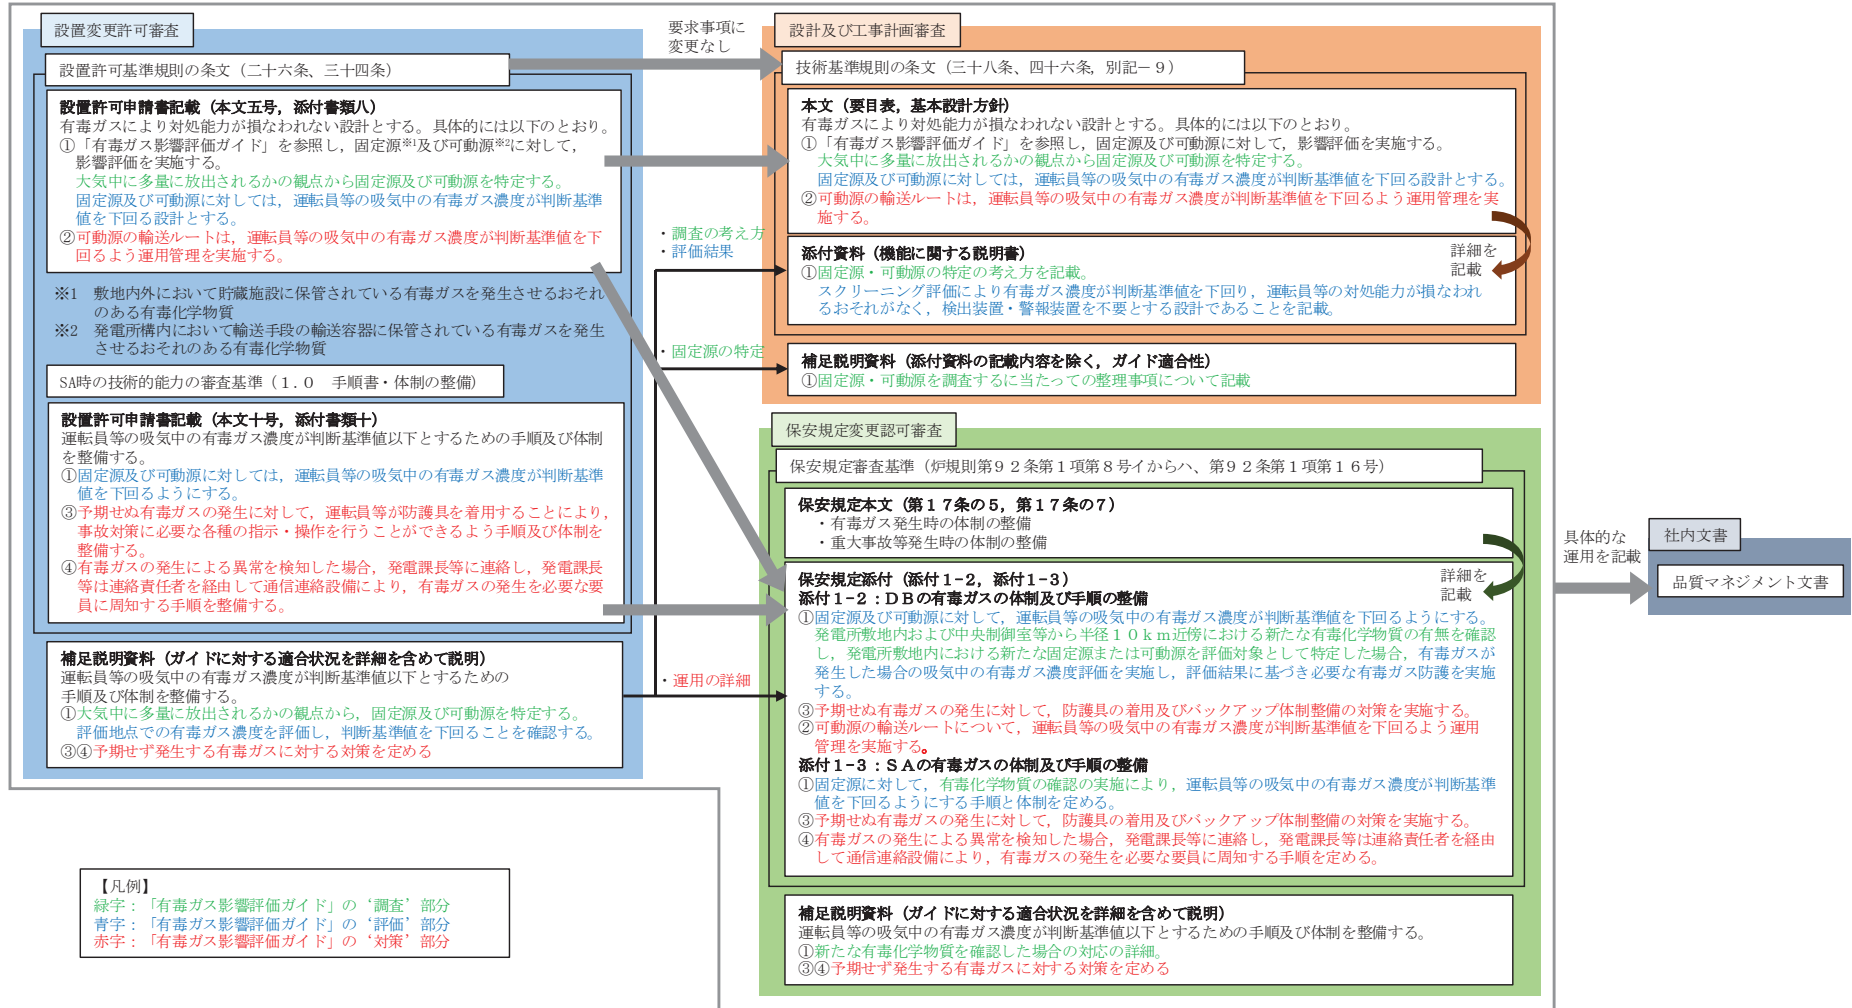 設置変更許可審査
設置許可基準規則の条文（二十六条、三十四条）
設置許可申請書記載（本文五号，添付書類八）
有毒ガスにより対処能力が損なわれない設計とする。具体的には以下のとおり。
①「有毒ガス影響評価ガイド」を参照し，固定源※1及び可動源※2に対して，
影響評価を実施する。
大気中に多量に放出されるかの観点から固定源及び可動源を特定する。
固定源及び可動源に対しては，運転員等の吸気中の有毒ガス濃度が判断基準
値を下回る設計とする。
②可動源の輸送ルートは，運転員等の吸気中の有毒ガス濃度が判断基準値を下
回るよう運用管理を実施する。
※1　敷地内外において貯蔵施設に保管されている有毒ガスを発生させるおそれ
のある有毒化学物質
※2　発電所構内において輸送手段の輸送容器に保管されている有毒ガスを発生
させるおそれのある有毒化学物質
SA時の技術的能力の審査基準（１.０　手順書・体制の整備）
設置許可申請書記載（本文十号，添付書類十）
運転員等の吸気中の有毒ガス濃度が判断基準値以下とするための手順及び体制
を整備する。
①固定源及び可動源に対しては，運転員等の吸気中の有毒ガス濃度が判断基準
値を下回るようにする。
③予期せぬ有毒ガスの発生に対して，運転員等が防護具を着用することにより，
事故対策に必要な各種の指示・操作を行うことができるよう手順及び体制を
整備する。
④有毒ガスの発生による異常を検知した場合，発電課長等に連絡し，発電課長
等は連絡責任者を経由して通信連絡設備により，有毒ガスの発生を必要な要
員に周知する手順を整備する。
補足説明資料（ガイドに対する適合状況を詳細を含めて説明）
運転員等の吸気中の有毒ガス濃度が判断基準値以下とするための
手順及び体制を整備する。
①大気中に多量に放出されるかの観点から，固定源及び可動源を特定する。
評価地点での有毒ガス濃度を評価し，判断基準値を下回ることを確認する。
③④予期せず発生する有毒ガスに対する対策を定める
要求事項に
変更なし
・調査の考え方
・評価結果
・固定源の特定
・運用の詳細
設計及び工事計画審査
技術基準規則の条文（三十八条、四十六条，別記－９）
本文（要目表，基本設計方針）
有毒ガスにより対処能力が損なわれない設計とする。具体的には以下のとおり。
①「有毒ガス影響評価ガイド」を参照し，固定源及び可動源に対して，影響評価を実施する。
大気中に多量に放出されるかの観点から固定源及び可動源を特定する。
固定源及び可動源に対しては，運転員等の吸気中の有毒ガス濃度が判断基準値を下回る設計とする。
②可動源の輸送ルートは，運転員等の吸気中の有毒ガス濃度が判断基準値を下回るよう運用管理を実
施する。
詳細を
記載
添付資料（機能に関する説明書）
①固定源・可動源の特定の考え方を記載。
スクリーニング評価により有毒ガス濃度が判断基準値を下回り，運転員等の対処能力が損なわれ
るおそれがなく，検出装置・警報装置を不要とする設計であることを記載。
補足説明資料（添付資料の記載内容を除く，ガイド適合性）
①固定源・可動源を調査するに当たっての整理事項について記載
保安規定変更認可審査
保安規定審査基準（炉規則第９２条第１項第８号イからハ、第９２条第１項第１６号）
保安規定本文（第１７条の５，第１７条の７）
・有毒ガス発生時の体制の整備
・重大事故等発生時の体制の整備
詳細を
記載
保安規定添付（添付１-２，添付１-３）
添付１-２：ＤＢの有毒ガスの体制及び手順の整備
①固定源及び可動源に対して，運転員等の吸気中の有毒ガス濃度が判断基準値を下回るようにする。
発電所敷地内および中央制御室等から半径１０ｋｍ近傍における新たな有毒化学物質の有無を確認
し，発電所敷地内における新たな固定源または可動源を評価対象として特定した場合，有毒ガスが
発生した場合の吸気中の有毒ガス濃度評価を実施し，評価結果に基づき必要な有毒ガス防護を実施
する。
③予期せぬ有毒ガスの発生に対して，防護具の着用及びバックアップ体制整備の対策を実施する。
②可動源の輸送ルートについて，運転員等の吸気中の有毒ガス濃度が判断基準値を下回るよう運用
管理を実施する。
添付１-３：ＳＡの有毒ガスの体制及び手順の整備
①固定源に対して，有毒化学物質の確認の実施により，運転員等の吸気中の有毒ガス濃度が判断基準
値を下回るようにする手順と体制を定める。
③予期せぬ有毒ガスの発生に対して，防護具の着用及びバックアップ体制整備の対策を実施する。
④有毒ガスの発生による異常を検知した場合，発電課長等に連絡し，発電課長等は連絡責任者を経由
して通信連絡設備により，有毒ガスの発生を必要な要員に周知する手順を定める。
補足説明資料（ガイドに対する適合状況を詳細を含めて説明）
運転員等の吸気中の有毒ガス濃度が判断基準値以下とするための手順及び体制を整備する。
①新たな有毒化学物質を確認した場合の対応の詳細。
③④予期せず発生する有毒ガスに対する対策を定める
具体的な
運用を記載
社内文書
品質マネジメント文書
【凡例】
緑字：「有毒ガス影響評価ガイド」の‘調査’部分
青字：「有毒ガス影響評価ガイド」の‘評価’部分
赤字：「有毒ガス影響評価ガイド」の‘対策’部分